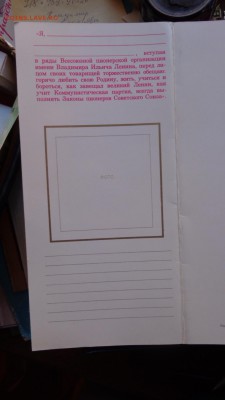 «Я,
, вступая
в ряды Всесоюзной пионерской организации
имени Владимира Ильича Ленина, перед ли-
цом своих товарищей торжественно обещаю:
горячо любить свою Родину, жить, учиться и
бороться, как завещал великий Ленин, как
учит Коммунистическая партия, всегда вы-
полнять Законы пионеров Советского Союза»